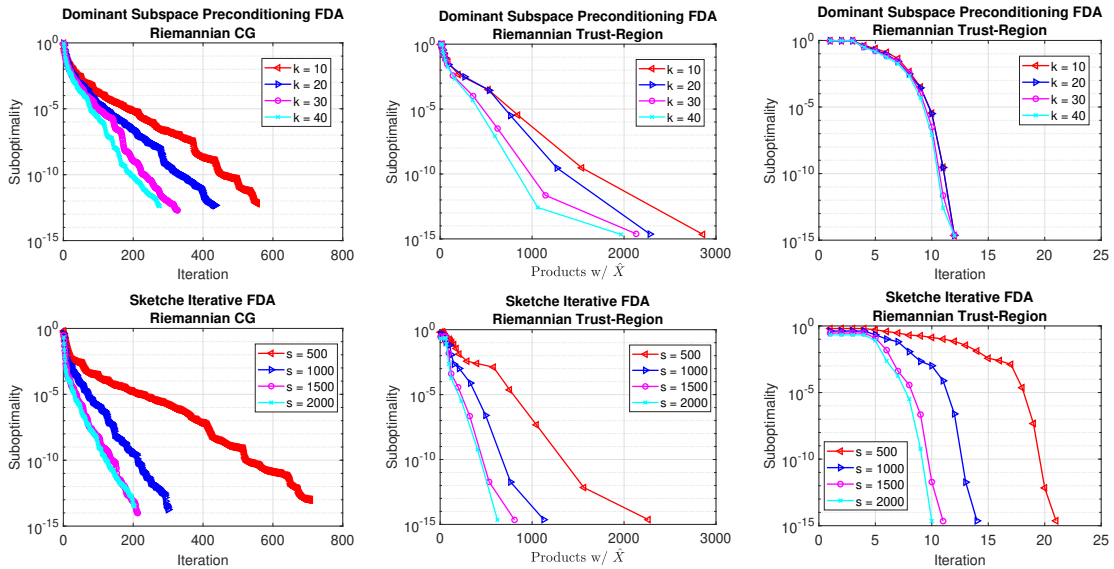 Dominant Subspace Preconditioning FDA
Riemannian CG
10^0
10^-5
10^-10
10^-15
Suboptimality
k = 10
k = 20
k = 30
k = 40
0 200 400 600 800
Iteration
Dominant Subspace Preconditioning FDA
Riemannian Trust-Region
10^0
10^-5
10^-10
10^-15
Suboptimality
k = 10
k = 20
k = 30
k = 40
0 1000 2000 3000
Products w/ X̂
Dominant Subspace Preconditioning FDA
Riemannian Trust-Region
10^0
10^-5
10^-10
10^-15
Suboptimality
k = 10
k = 20
k = 30
k = 40
0 5 10 15 20 25
Iteration
Sketche Iterative FDA
Riemannian CG
10^0
10^-5
10^-10
10^-15
Suboptimality
s = 500
s = 1000
s = 1500
s = 2000
0 200 400 600 800
Iteration
Sketche Iterative FDA
Riemannian Trust-Region
10^0
10^-5
10^-10
10^-15
Suboptimality
s = 500
s = 1000
s = 1500
s = 2000
0 1000 2000 3000
Products w/ X̂
Sketche Iterative FDA
Riemannian Trust-Region
10^0
10^-5
10^-10
10^-15
Suboptimality
s = 500
s = 1000
s = 1500
s = 2000
0 5 10 15 20 25
Iteration